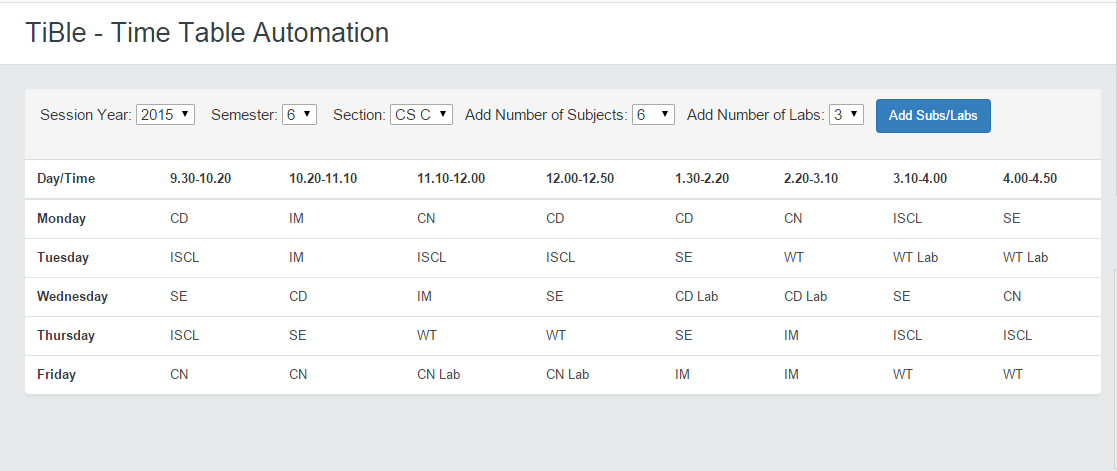 TiBle - Time Table Automation
Session Year: 2015 Semester: 6 Section: CS C Add Number of Subjects: 6 Add Number of Labs: 3 Add Subs/Labs
Day/Time 9.30-10.20 10.20-11.10 11.10-12.00 12.00-12.50 1.30-2.20 2.20-3.10 3.10-4.00 4.00-4.50
Monday CD IM CN CD CD CN ISCL SE
Tuesday ISCL IM ISCL ISCL SE WT WT Lab WT Lab
Wednesday SE CD IM SE CD Lab CD Lab SE CN
Thursday ISCL SE WT WT SE IM ISCL ISCL
Friday CN CN CN Lab CN Lab IM IM WT WT